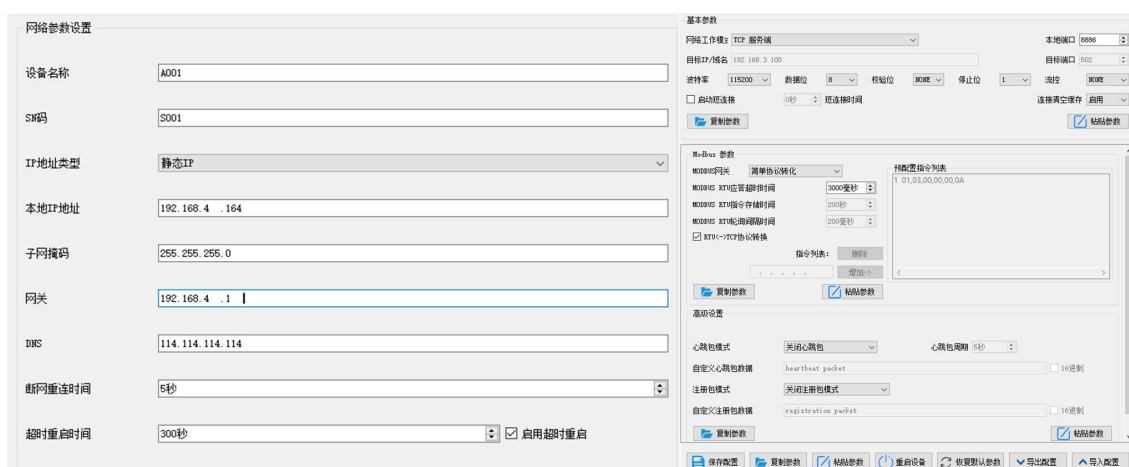 网络参数设置
设备名称 A001
SN码 S001
IP地址类型 静态IP
本地IP地址 192.168.4 .164
子网掩码 255.255.255.0
网关 192.168.4 .1
DNS 114.114.114.114
断网重连时间 5秒
超时重启时间 300秒 启用超时重启
基本参数
网络工作模式 TCP 服务端 本地端口 8886
目标IP/域名 192.168.3.100 目标端口 502
波特率 115200 数据位 8 校验位 NONE 停止位 1 流控 NONE
启动短连接 0秒 短连接时间 连接清空缓存 启用
复制参数 粘贴参数
Modbus 参数
MODBUS网关 简单协议转化 预配置指令列表
1 01,03,00,00,00,0A
MODBUS RTU应答超时时间 3000毫秒
MODBUS RTU指令存储时间 200秒
MODBUS RTU轮询间隔时间 200毫秒
RTU<->TCP协议转换
指令列表: 删除
, , , , , 增加->
复制参数 粘贴参数
高级设置
心跳包模式 关闭心跳包 心跳包周期 5秒
自定义心跳包数据 heartbeat packet 16进制
注册包模式 关闭注册包模式
自定义注册包数据 registration packet 16进制
复制参数 粘贴参数
保存配置 复制参数 粘贴参数 重启设备 恢复默认参数 导出配置 导入配置